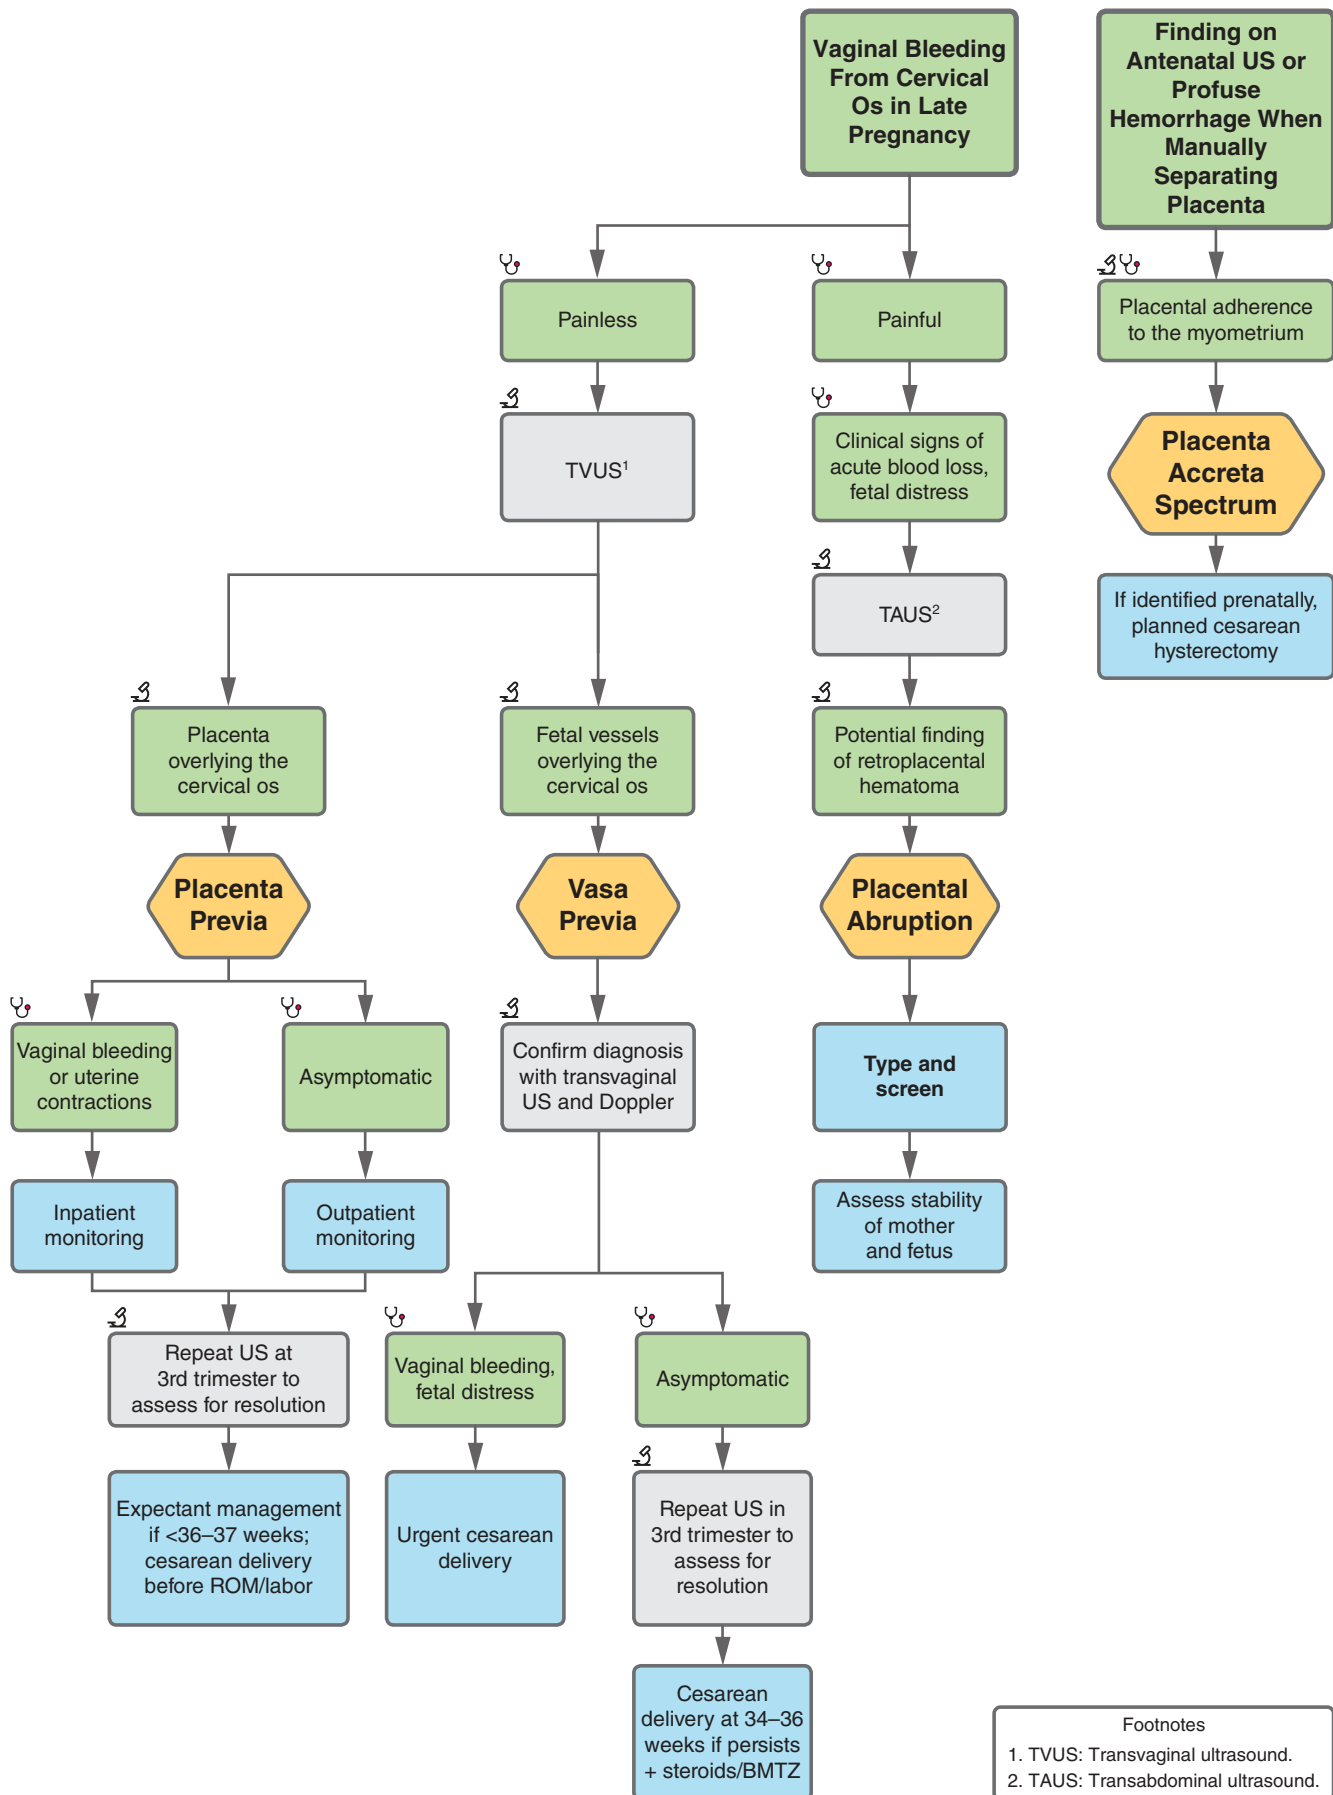 Vaginal Bleeding
From Cervical
Os in Late
Pregnancy
Finding on
Antenatal US or
Profuse
Hemorrhage When
Manually
Separating
Placenta
Painless
Painful
Placental adherence
to the myometrium
TVUS1
Clinical signs of
acute blood loss,
fetal distress
Placenta
Accreta
Spectrum
TAUS2
If identified prenatally,
planned cesarean
hysterectomy
Placenta
overlying the
cervical os
Fetal vessels
overlying the
cervical os
Potential finding
of retroplacental
hematoma
Placenta
Previa
Vasa
Previa
Placental
Abruption
Vaginal bleeding
or uterine
contractions
Asymptomatic
Confirm diagnosis
with transvaginal
US and Doppler
Type and
screen
Inpatient
monitoring
Outpatient
monitoring
Assess stability
of mother
and fetus
Repeat US at
3rd trimester to
assess for resolution
Vaginal bleeding,
fetal distress
Asymptomatic
Expectant management
if <36–37 weeks;
cesarean delivery
before ROM/labor
Urgent cesarean
delivery
Repeat US in
3rd trimester to
assess for
resolution
Cesarean
delivery at 34–36
weeks if persists
+ steroids/BMTZ
Footnotes
1. TVUS: Transvaginal ultrasound.
2. TAUS: Transabdominal ultrasound.